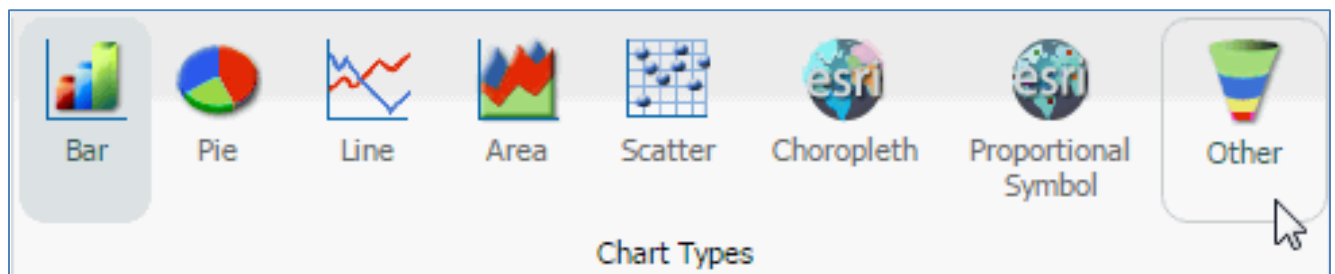 esri
esri
Bar
Pie
Line
Area
Scatter
Choropleth
Proportional
Symbol
Other
Chart Types